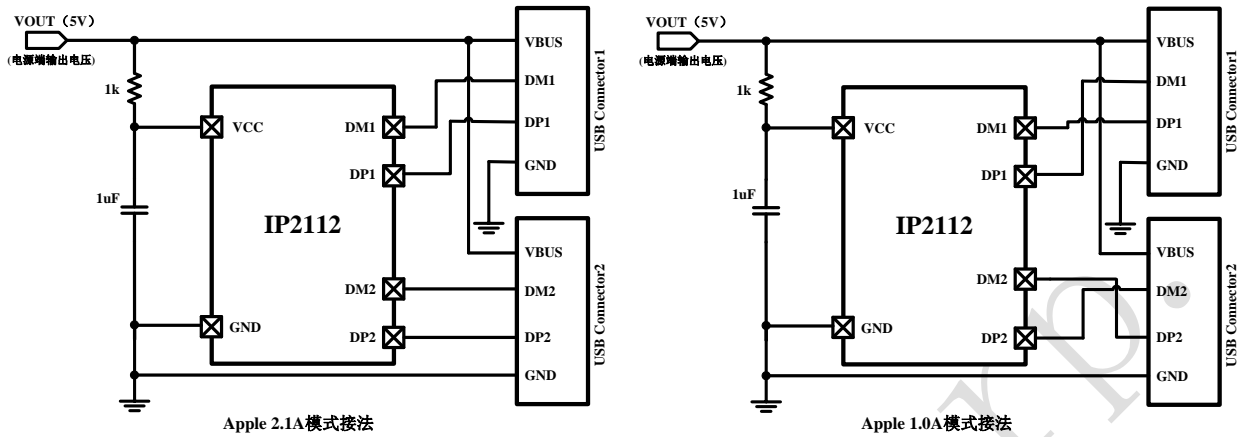 VOUT（5V）
(电源端输出电压)
1k
1uF
VCC
GND
IP2112
DM1
DP1
DM2
DP2
VBUS
DM1
DP1
GND
USB Connector1
VBUS
DM2
DP2
GND
USB Connector2
Apple 2.1A模式接法
VOUT（5V）
(电源端输出电压)
1k
1uF
VCC
GND
IP2112
DM1
DP1
DM2
DP2
VBUS
DM1
DP1
GND
USB Connector1
VBUS
DM2
DP2
GND
USB Connector2
Apple 1.0A模式接法
rp.